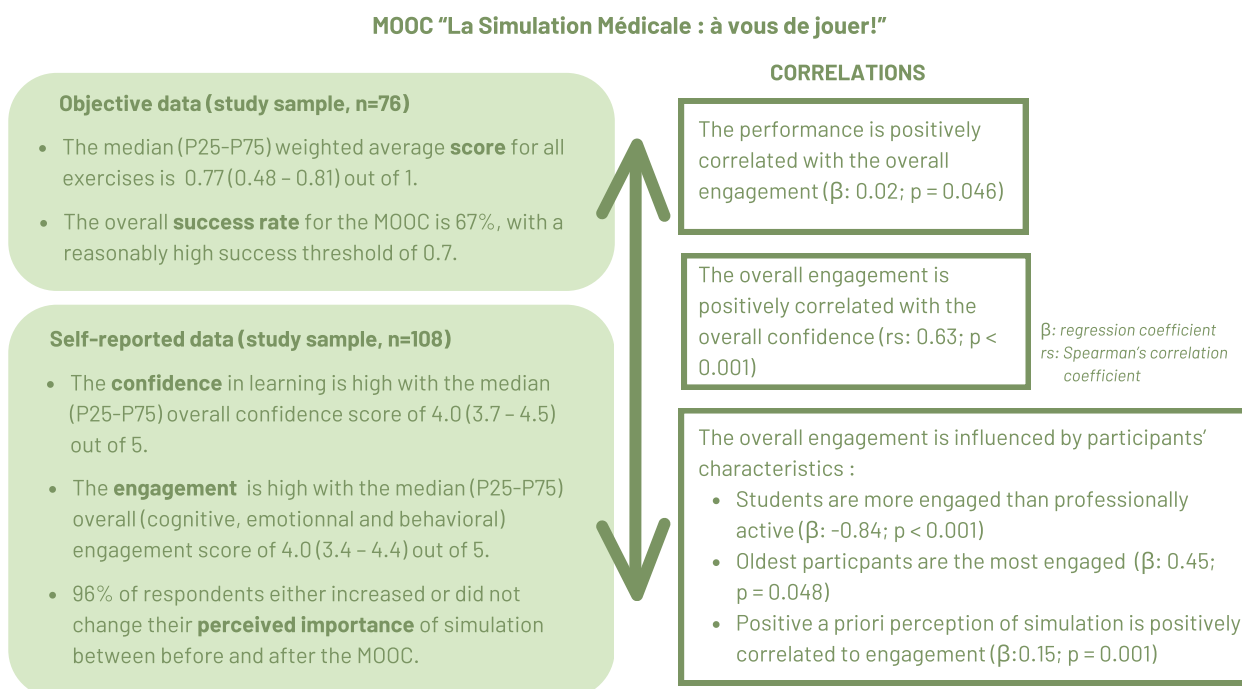 MOOC “La Simulation Médicale : à vous de jouer!”
Objective data (study sample, n=76)
• The median (P25-P75) weighted average score for all
exercises is 0.77 (0.48 – 0.81) out of 1.
• The overall success rate for the MOOC is 67%, with a
reasonably high success threshold of 0.7.
Self-reported data (study sample, n=108)
• The confidence in learning is high with the median
(P25-P75) overall confidence score of 4.0 (3.7 – 4.5)
out of 5.
• The engagement is high with the median (P25-P75)
overall (cognitive, emotionnal and behavioral)
engagement score of 4.0 (3.4 – 4.4) out of 5.
• 96% of respondents either increased or did not
change their perceived importance of simulation
between before and after the MOOC.
CORRELATIONS
The performance is positively
correlated with the overall
engagement (β: 0.02; p = 0.046)
The overall engagement is
positively correlated with the
overall confidence (rs: 0.63; p <
0.001)
β: regression coefficient
rs: Spearman’s correlation
coefficient
The overall engagement is influenced by participants’
characteristics :
• Students are more engaged than professionally
active (β: -0.84; p < 0.001)
• Oldest particpants are the most engaged (β: 0.45;
p = 0.048)
• Positive a priori perception of simulation is positively
correlated to engagement (β:0.15; p = 0.001)